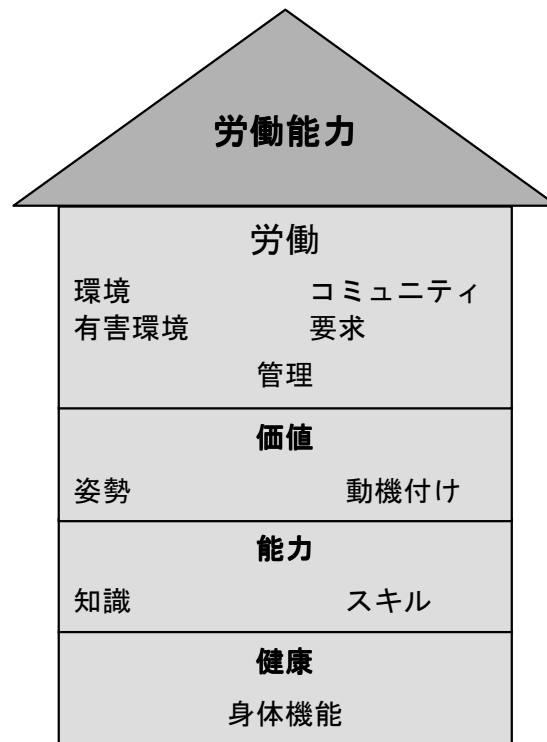 労働能力
労働
環境 コミュニティ
有害環境 要求
管理
価値
姿勢 動機付け
能力
知識 スキル
健康
身体機能